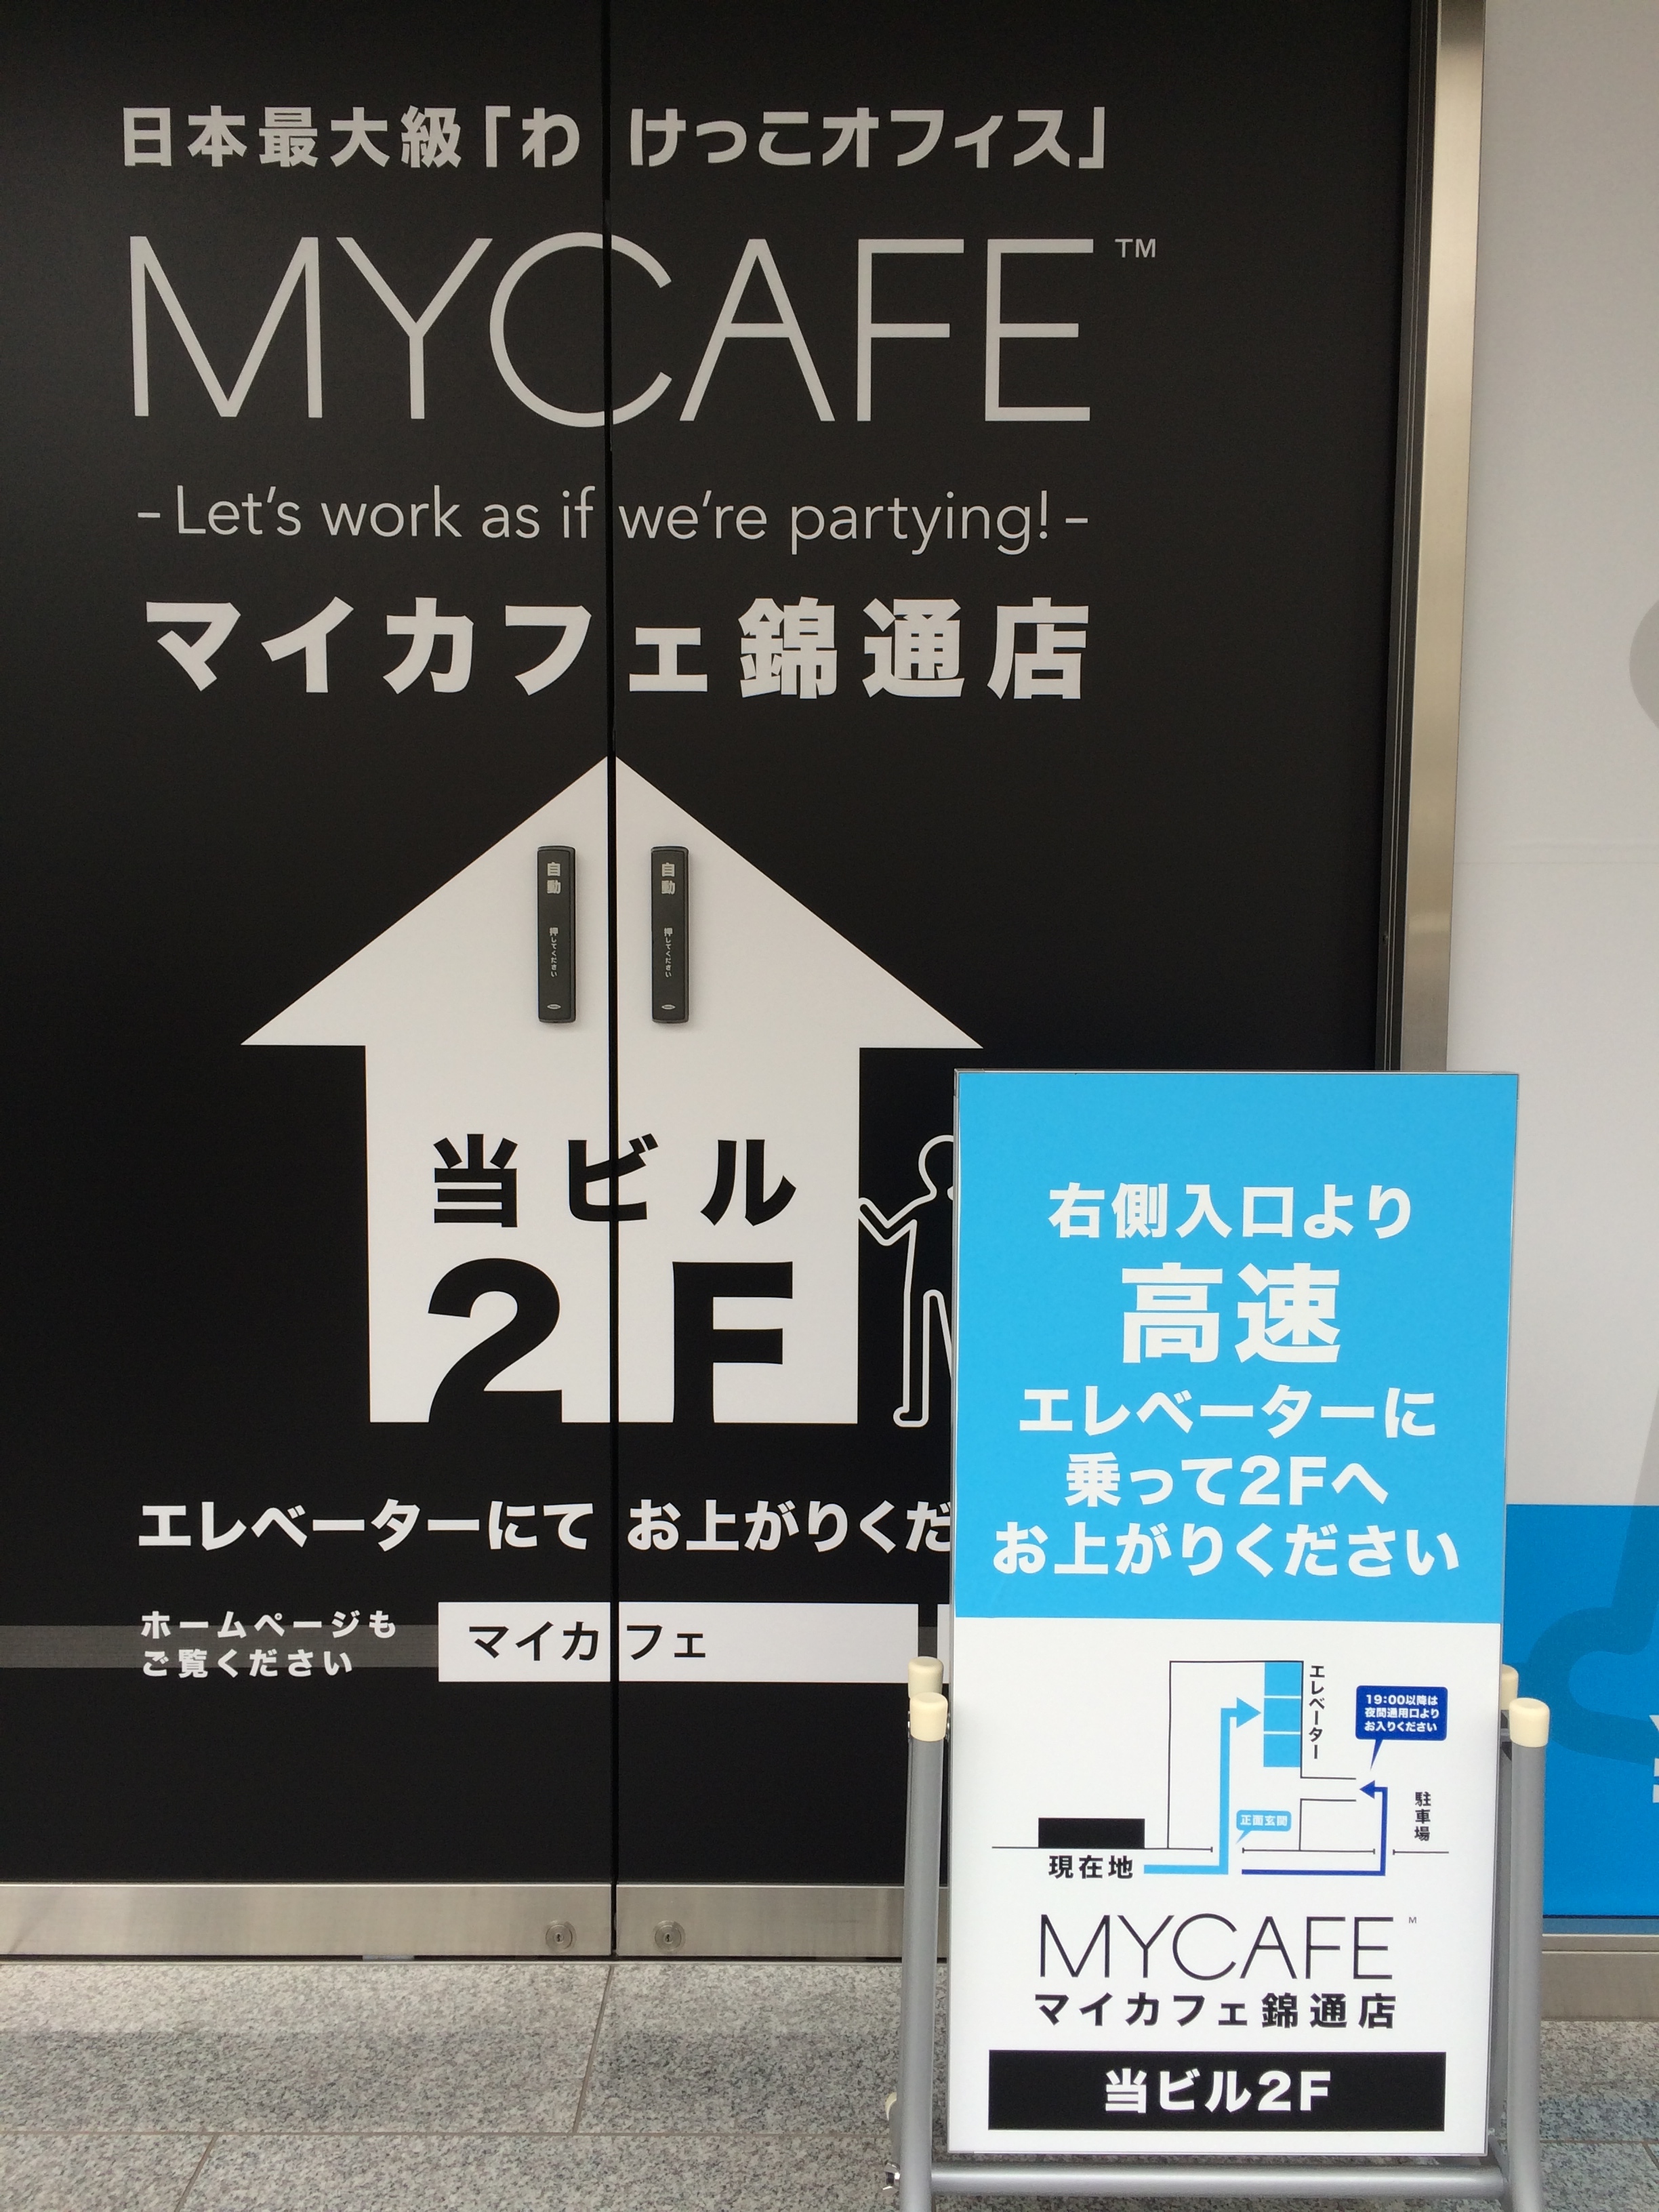 日本最大級「わけっこオフィス」
MYCAFE™
-Let's work as if we're partying!-
マイカフェ錦通店
自動 押してください
自動 押してください
当ビル
2F
エレベーターにてお上がりくだ
ホームページも
ご覧ください
マイカフェ
右側入口より
高速
エレベーターに
乗って2Fへ
お上がりください
エレベーター
19:00以降は
夜間通用口より
お入りください
正面玄関
駐車場
現在地
MYCAFE
マイカフェ錦通店
当ビル2F